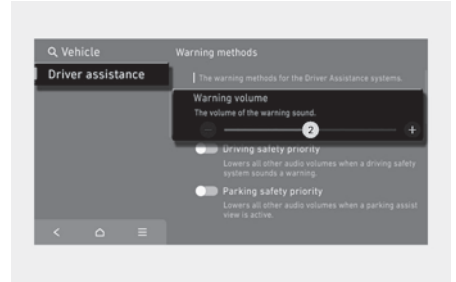 Vehicle
Warning methods
Driver assistance
The warning methods for the Driver Assistance systems.
Warning volume
The volume of the warning sound.
2
Driving safety priority
Lowers all other audio volumes when a driving safety
system sounds a warning.
Parking safety priority
Lowers all other audio volumes when a parking assist
view is active.